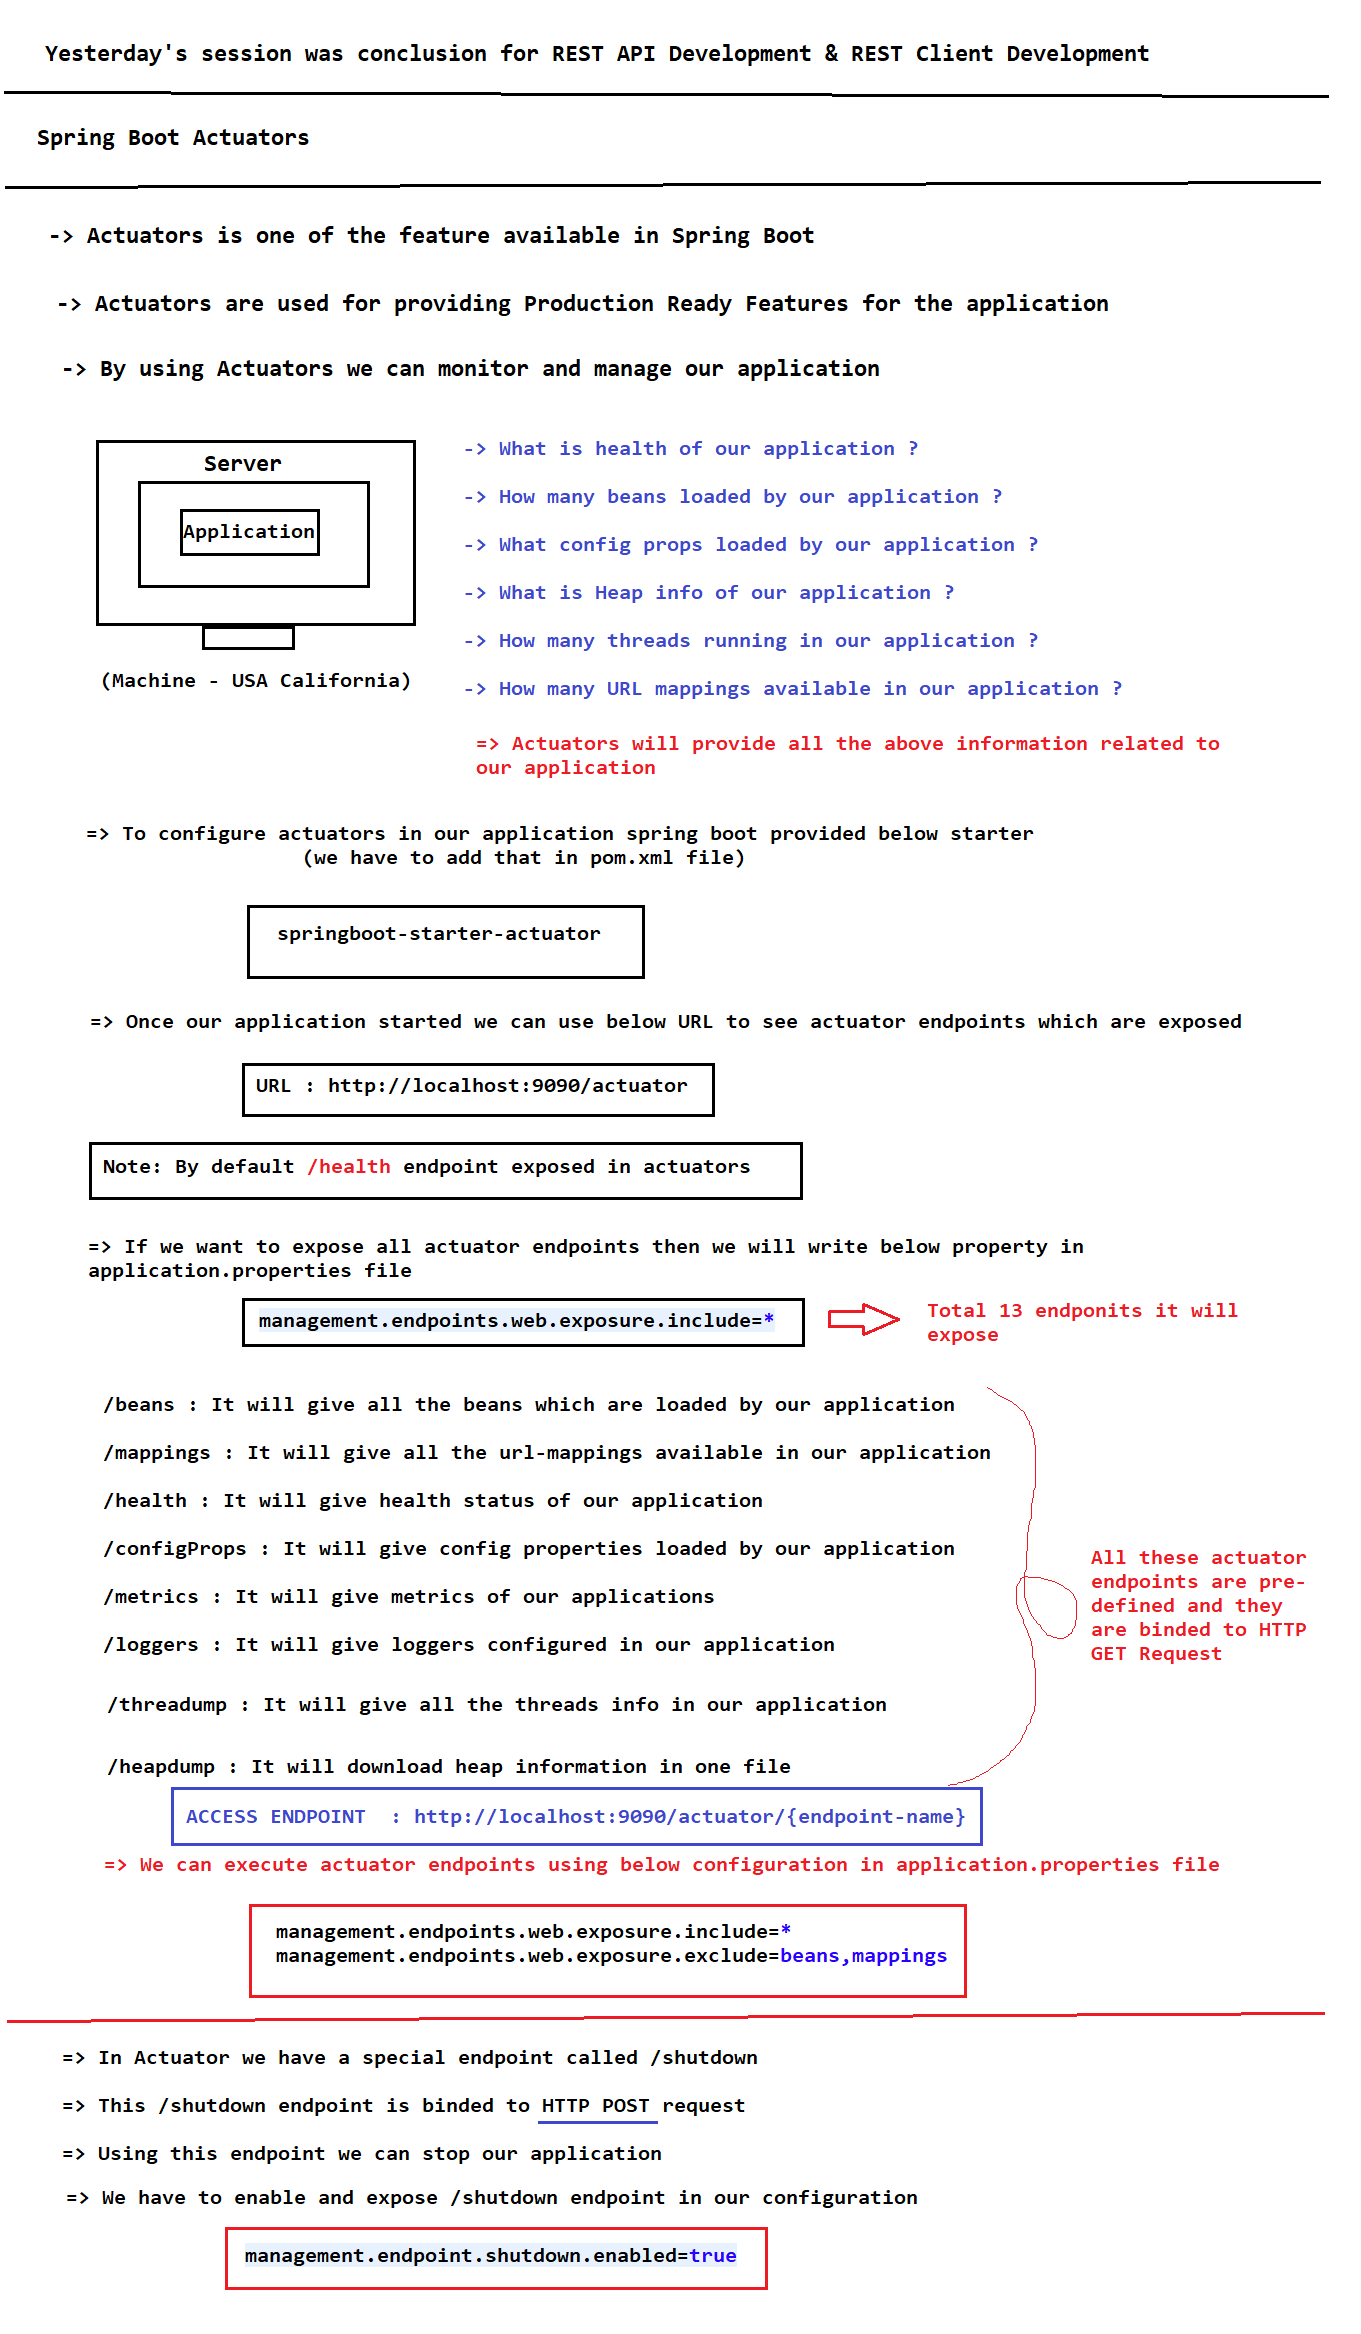 Yesterday's session was conclusion for REST API Development & REST Client Development
Spring Boot Actuators
-> Actuators is one of the feature available in Spring Boot
-> Actuators are used for providing Production Ready Features for the application
-> By using Actuators we can monitor and manage our application
Server
Application
(Machine - USA California)
-> What is health of our application ?
-> How many beans loaded by our application ?
-> What config props loaded by our application ?
-> What is Heap info of our application ?
-> How many threads running in our application ?
-> How many URL mappings available in our application ?
=> Actuators will provide all the above information related to
our application
=> To configure actuators in our application spring boot provided below starter
(we have to add that in pom.xml file)
springboot-starter-actuator
=> Once our application started we can use below URL to see actuator endpoints which are exposed
URL : http://localhost:9090/actuator
Note: By default /health endpoint exposed in actuators
=> If we want to expose all actuator endpoints then we will write below property in
application.properties file
management.endpoints.web.exposure.include=*
Total 13 endponits it will
expose
/beans : It will give all the beans which are loaded by our application
/mappings : It will give all the url-mappings available in our application
/health : It will give health status of our application
/configProps : It will give config properties loaded by our application
/metrics : It will give metrics of our applications
/loggers : It will give loggers configured in our application
/threadump : It will give all the threads info in our application
/heapdump : It will download heap information in one file
All these actuator
endpoints are pre-
defined and they
are binded to HTTP
GET Request
ACCESS ENDPOINT  : http://localhost:9090/actuator/{endpoint-name}
=> We can execute actuator endpoints using below configuration in application.properties file
management.endpoints.web.exposure.include=*
management.endpoints.web.exposure.exclude=beans,mappings
=> In Actuator we have a special endpoint called /shutdown
=> This /shutdown endpoint is binded to HTTP POST request
=> Using this endpoint we can stop our application
=> We have to enable and expose /shutdown endpoint in our configuration
management.endpoint.shutdown.enabled=true